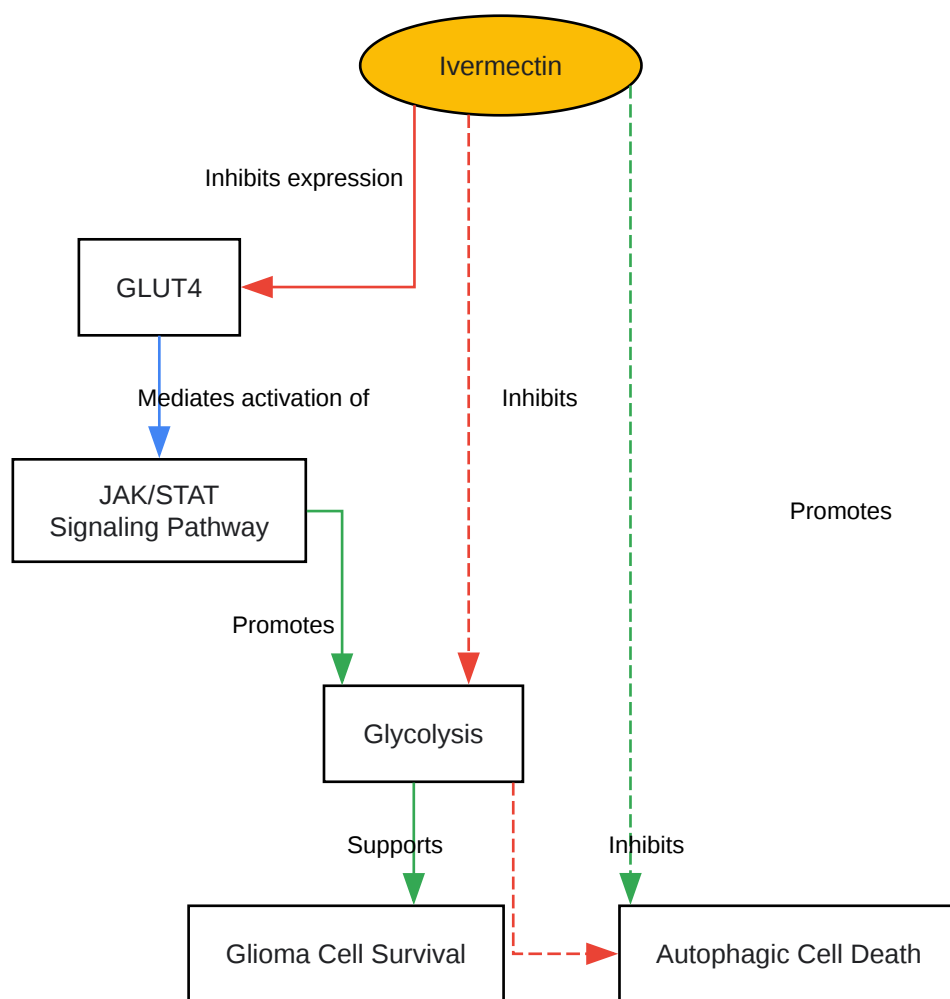 Ivermectin
Inhibits expression
GLUT4
Mediates activation of
Inhibits
JAK/STAT
Signaling Pathway
Promotes
Promotes
Glycolysis
Supports
Inhibits
Glioma Cell Survival
Autophagic Cell Death